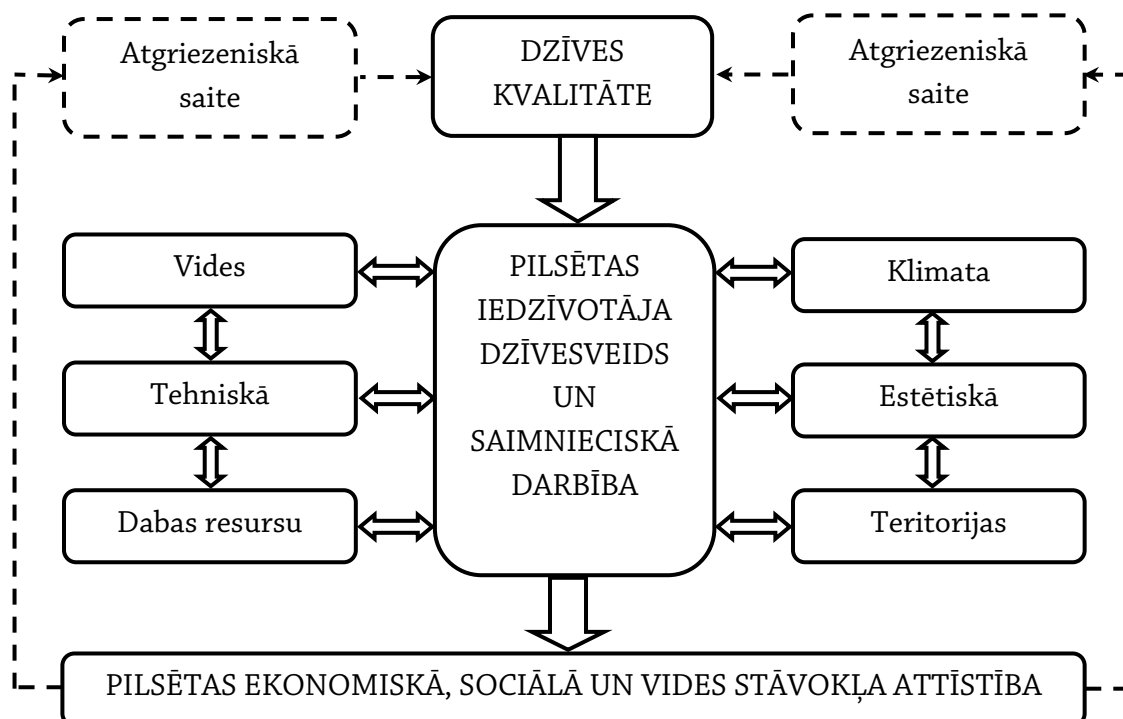 Atgriezeniskā
saite
DZĪVES
KVALITĀTE
Atgriezeniskā
saite
Vides
Tehniskā
Dabas resursu
PILSĒTAS
IEDZĪVOTĀJA
DZĪVESVEIDS
UN
SAIMNIECISKĀ
DARBĪBA
Klimata
Estētiskā
Teritorijas
PILSĒTAS EKONOMISKĀ, SOCIĀLĀ UN VIDES STĀVOKĻA ATTĪSTĪBA